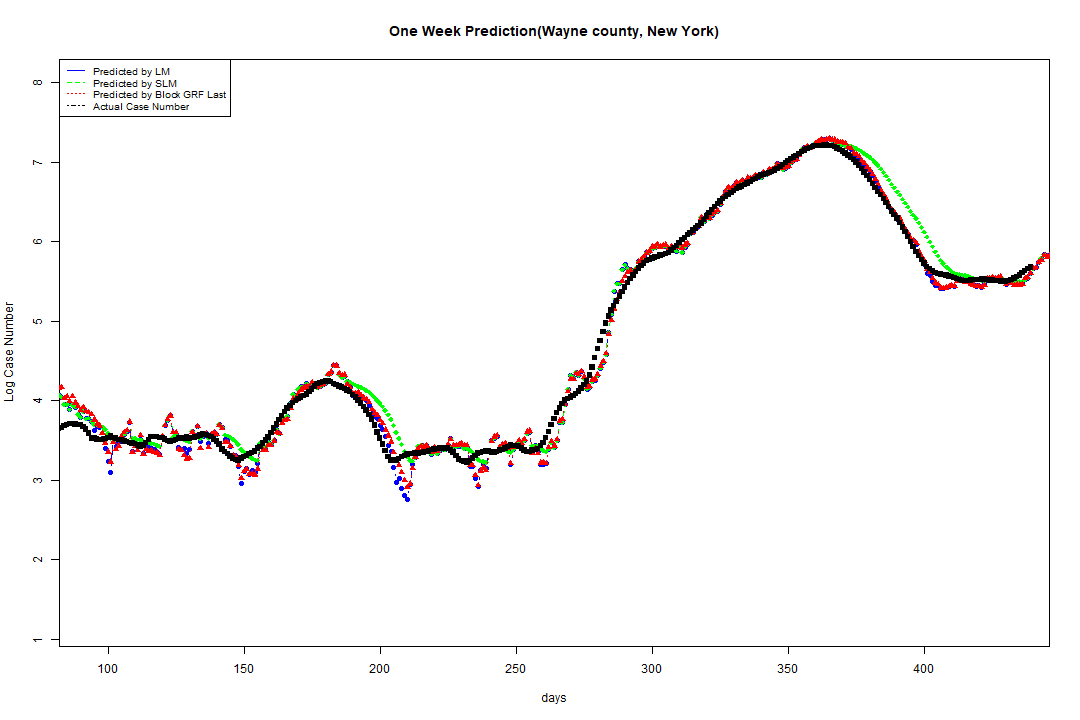 One Week Prediction(Wayne county, New York)
Predicted by LM
Predicted by SLM
Predicted by Block GRF Last
Actual Case Number
8
7
6
5
4
3
2
1
Log Case Number
100 150 200 250 300 350 400
days